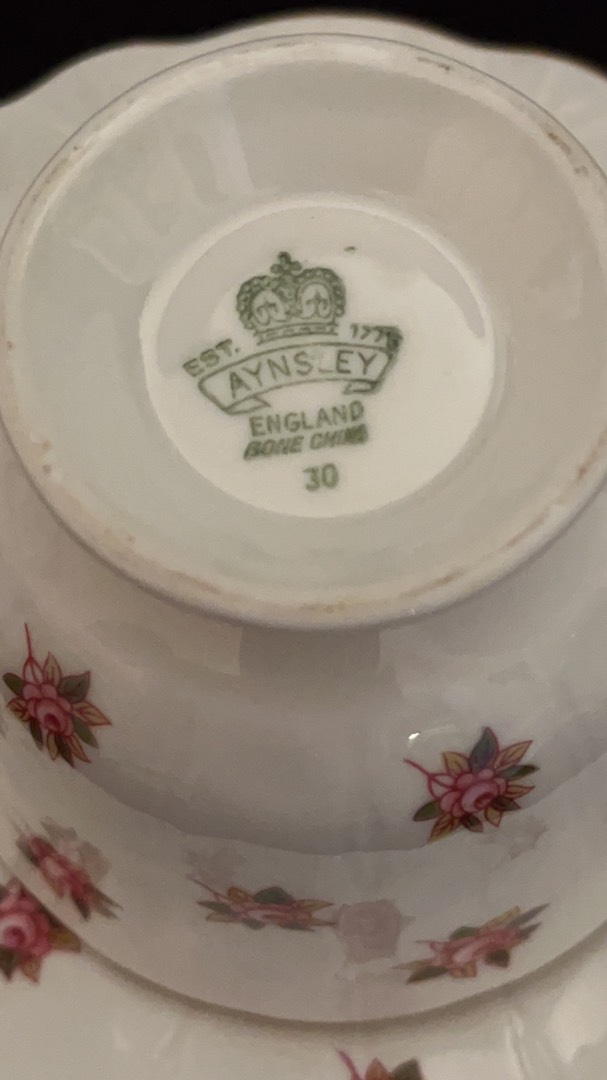 EST. 1775
AYNSLEY
ENGLAND
BONE CHINA
30